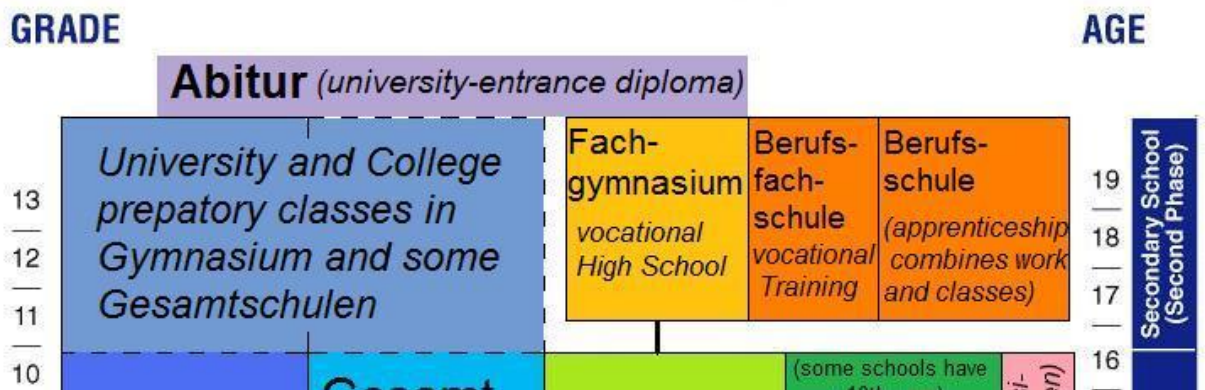 GRADE
AGE
Abitur (university-entrance diploma)
University and College
prepatory classes in
Gymnasium and some
Gesamtschulen
Fach-
gymnasium
vocational
High School
Berufs-
fach-
schule
vocational
Training
Berufs-
schule
(apprenticeship
combines work
and classes)
13
12
11
10
19
18
17
16
Secondary School
(Second Phase)
(some schools have